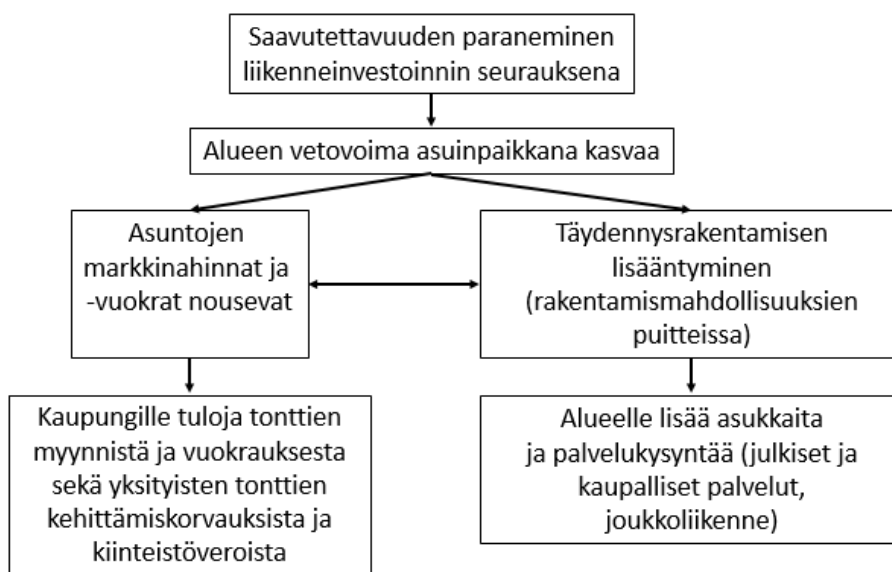 Saavutettavuuden paraneminen
liikenneinvestoinnin seurauksena
Alueen vetovoima asuinpaikkana kasvaa
Asuntojen
markkinahinnat ja
-vuokrat nousevat
Täydennysrakentamisen
lisääntyminen
(rakentamismahdollisuuksien
puitteissa)
Kaupungille tuloja tonttien
myynnistä ja vuokrauksesta
sekä yksityisten tonttien
kehittämiskorvauksista ja
kiinteistöveroista
Alueelle lisää asukkaita
ja palvelukysyntää (julkiset ja
kaupalliset palvelut,
joukkoliikenne)